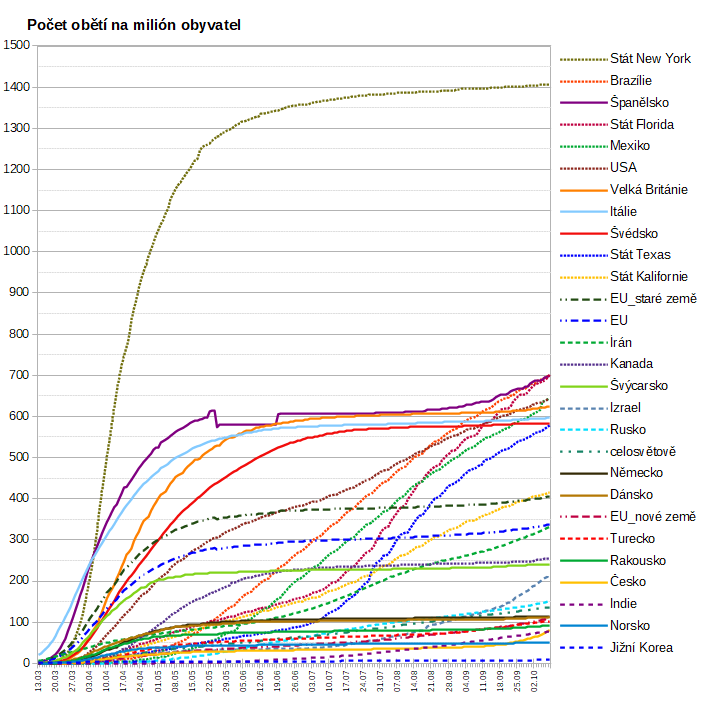 Počet obětí na milión obyvatel
1500
1400
1300
1200
1100
1000
900
800
700
600
500
400
300
200
100
0
13.03
20.03
27.03
03.04
10.04
17.04
24.04
01.05
08.05
15.05
22.05
29.05
05.06
12.06
19.06
26.06
03.07
10.07
17.07
24.07
31.07
07.08
14.08
21.08
28.08
04.09
11.09
18.09
25.09
02.10
Stát New York
Brazílie
Španělsko
Stát Florida
Mexiko
USA
Velká Británie
Itálie
Švédsko
Stát Texas
Stát Kalifornie
EU_staré země
EU
Írán
Kanada
Švýcarsko
Izrael
Rusko
celosvětově
Německo
Dánsko
EU_nové země
Turecko
Rakousko
Česko
Indie
Norsko
Jižní Korea